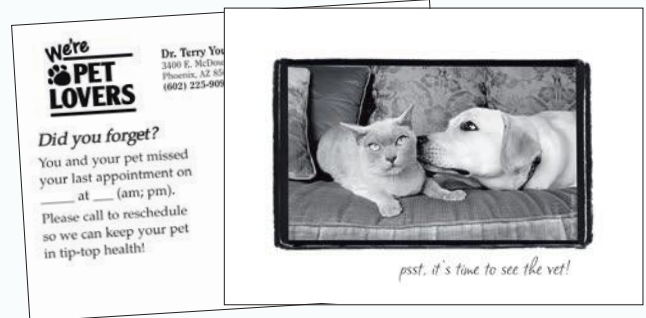 We're
PET
LOVERS
Dr. Terry
3400 E.
Phoenix, AZ
(602)
Did you forget?
You and your pet missed
your last appointment on
_____ at ___ (am; pm).
Please call to reschedule
so we can keep your pet
in tip-top health!
psst, it's time to see the vet!